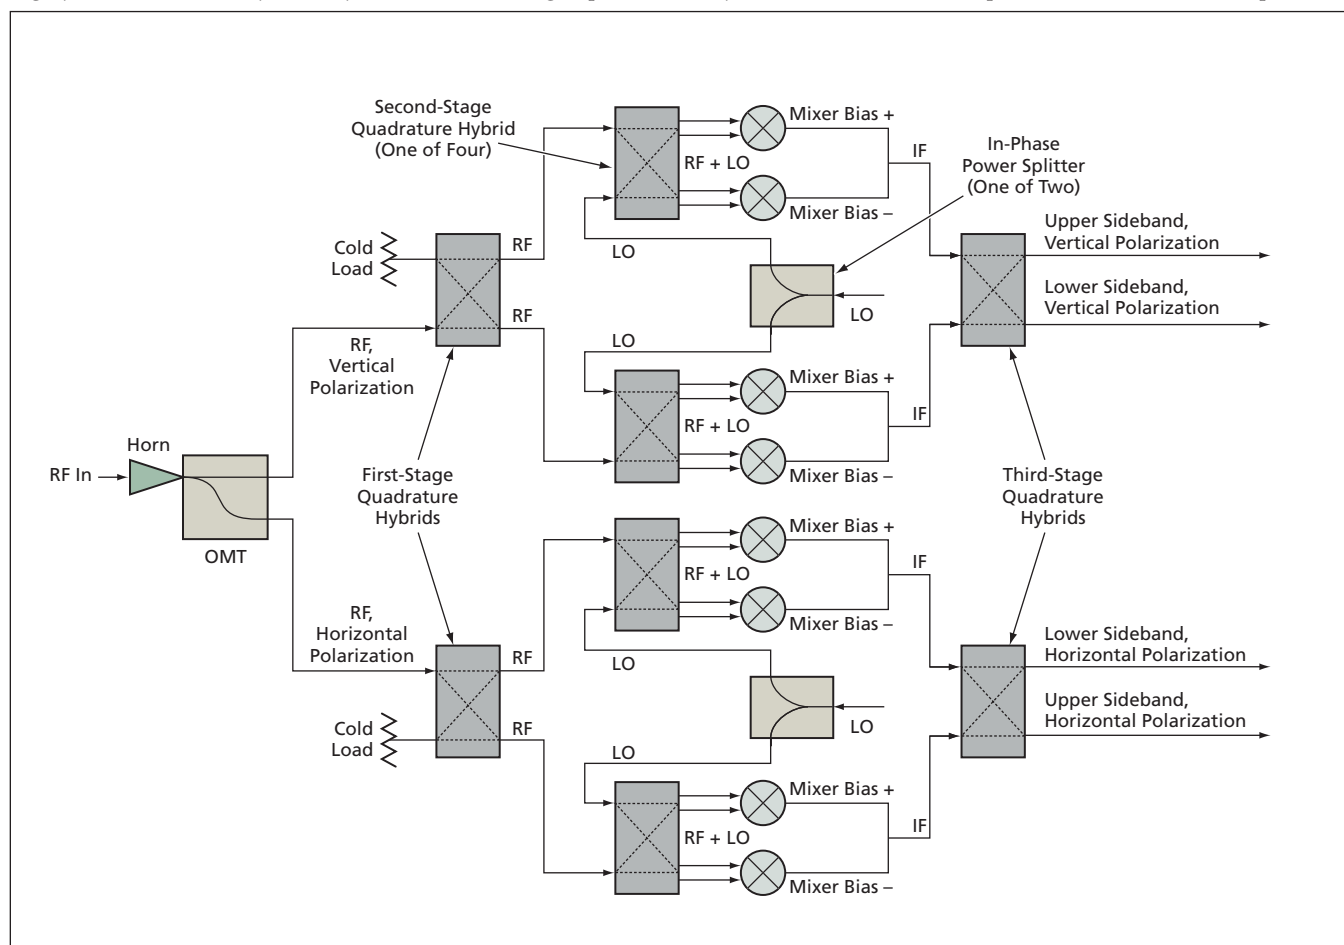 Second-Stage
Quadrature Hybrid
(One of Four)
Mixer Bias +
RF + LO
Mixer Bias –
IF
In-Phase
Power Splitter
(One of Two)
Cold
Load
RF
RF
LO
LO
LO
Upper Sideband,
Vertical Polarization
Lower Sideband,
Vertical Polarization
RF,
Vertical
Polarization
Mixer Bias +
RF + LO
Mixer Bias –
IF
RF In
Horn
OMT
First-Stage
Quadrature
Hybrids
Third-Stage
Quadrature
Hybrids
Mixer Bias +
RF + LO
Mixer Bias –
IF
RF,
Horizontal
Polarization
RF
RF
Cold
Load
LO
LO
LO
Lower Sideband,
Horizontal Polarization
Upper Sideband,
Horizontal Polarization
Mixer Bias +
RF + LO
Mixer Bias –
IF